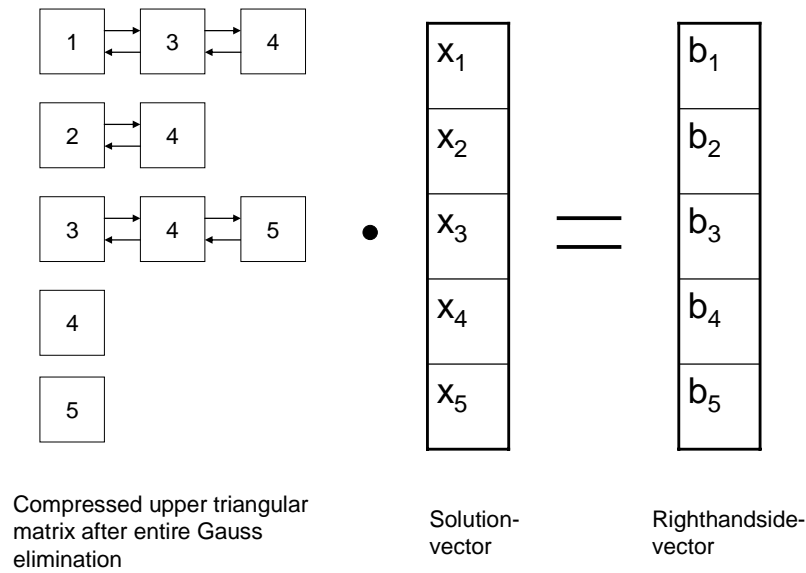 1 3 4 x₁ b₁
2 4 x₂ b₂
3 4 5 • x₃ = b₃
4 x₄ b₄
5 x₅ b₅
Compressed upper triangular
matrix after entire Gauss
elimination
Solution-
vector
Righthandside-
vector